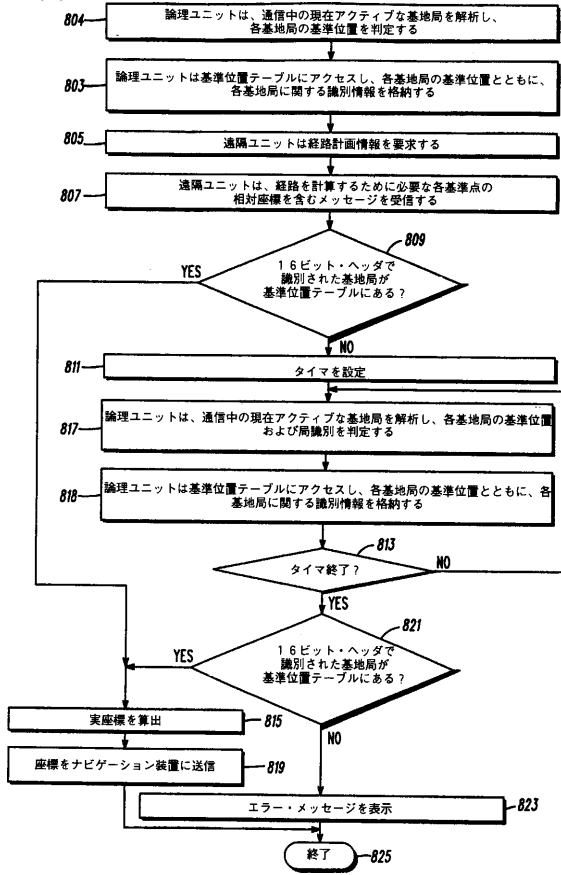 804
論理ユニットは、通信中の現在アクティブな基地局を解析し、
各基地局の基準位置を判定する
803
論理ユニットは基準位置テーブルにアクセスし、各基地局の基準位置とともに、
各基地局に関する識別情報を格納する
805
遠隔ユニットは経路計画情報を要求する
807
遠隔ユニットは、経路を計算するために必要な各基準点の
相対座標を含むメッセージを受信する
809
YES
16ビット・ヘッダで
識別された基地局が
基準位置テーブルにある?
NO
811
タイマを設定
817
論理ユニットは、通信中の現在アクティブな基地局を解析し、各基地局の基準位置
および局識別を判定する
818
論理ユニットは基準位置テーブルにアクセスし、各基地局の基準位置とともに、各
基地局に関する識別情報を格納する
813
タイマ終了?
NO
YES
821
YES
16ビット・ヘッダで
識別された基地局が
基準位置テーブルにある?
実座標を算出
815
NO
座標をナビゲーション装置に送信
819
エラー・メッセージを表示
823
終了
825